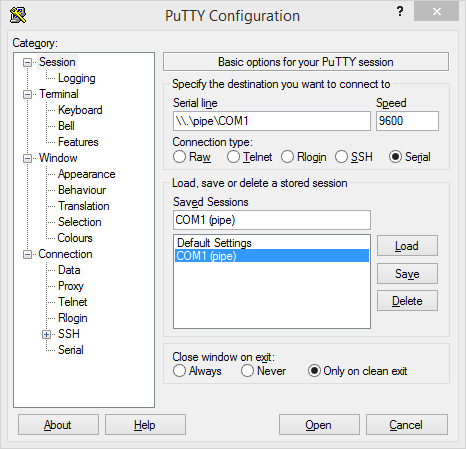 PuTTY Configuration
?
Category:
Session
Logging
Terminal
Keyboard
Bell
Features
Window
Appearance
Behaviour
Translation
Selection
Colours
Connection
Data
Proxy
Telnet
Rlogin
SSH
Serial
Basic options for your PuTTY session
Specify the destination you want to connect to
Serial line Speed
\\.\pipe\COM1 9600
Connection type:
Raw Telnet Rlogin SSH Serial
Load, save or delete a stored session
Saved Sessions
COM1 (pipe)
Default Settings
COM1 (pipe)
Load
Save
Delete
Close window on exit:
Always Never Only on clean exit
About Help Open Cancel